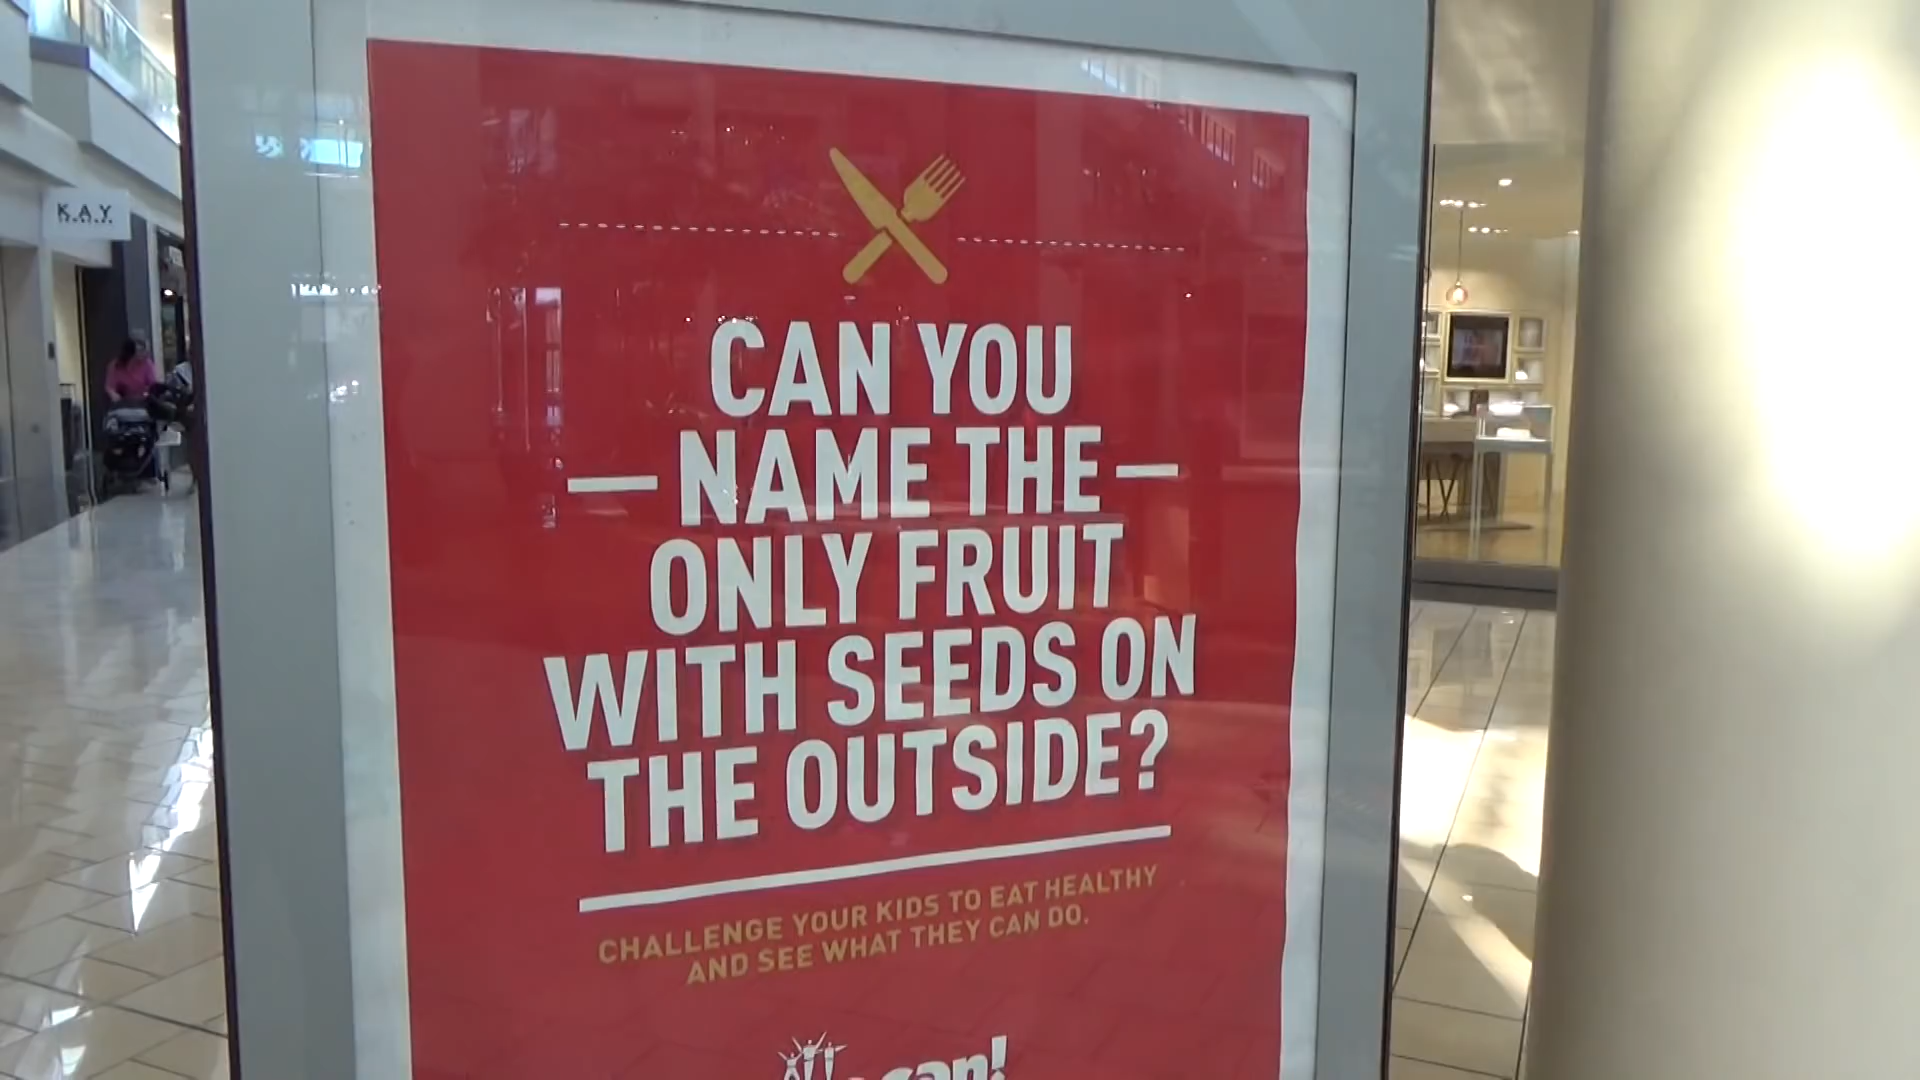 K.A.Y
CAN YOU
NAME THE
ONLY FRUIT
WITH SEEDS ON
THE OUTSIDE?
CHALLENGE YOUR KIDS TO EAT HEALTHY
AND SEE WHAT THEY CAN DO.
can!